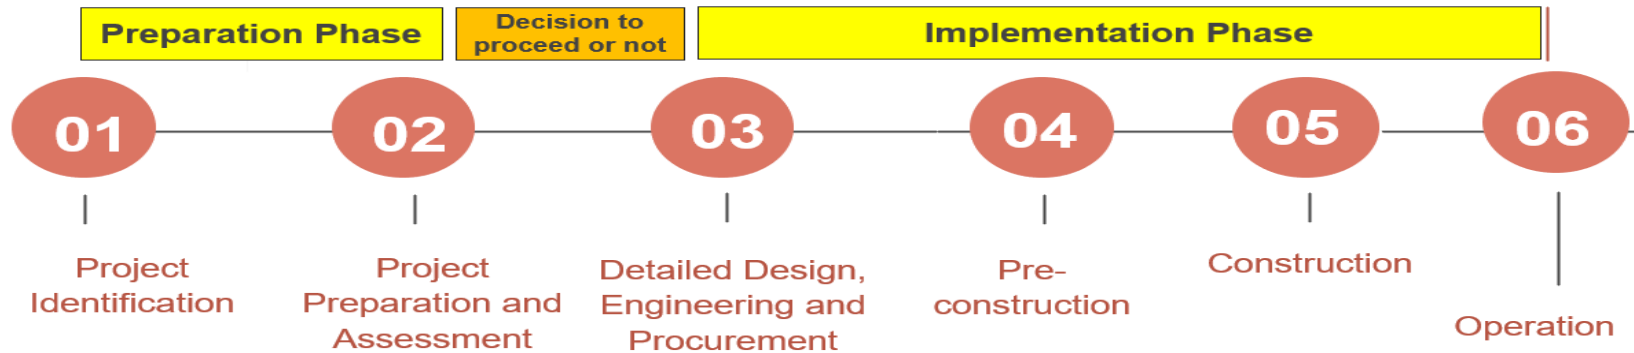 Preparation Phase
Decision to
proceed or not
Implementation Phase
01
02
03
04
05
06
Project
Identification
Project
Preparation and
Assessment
Detailed Design,
Engineering and
Procurement
Pre-
construction
Construction
Operation